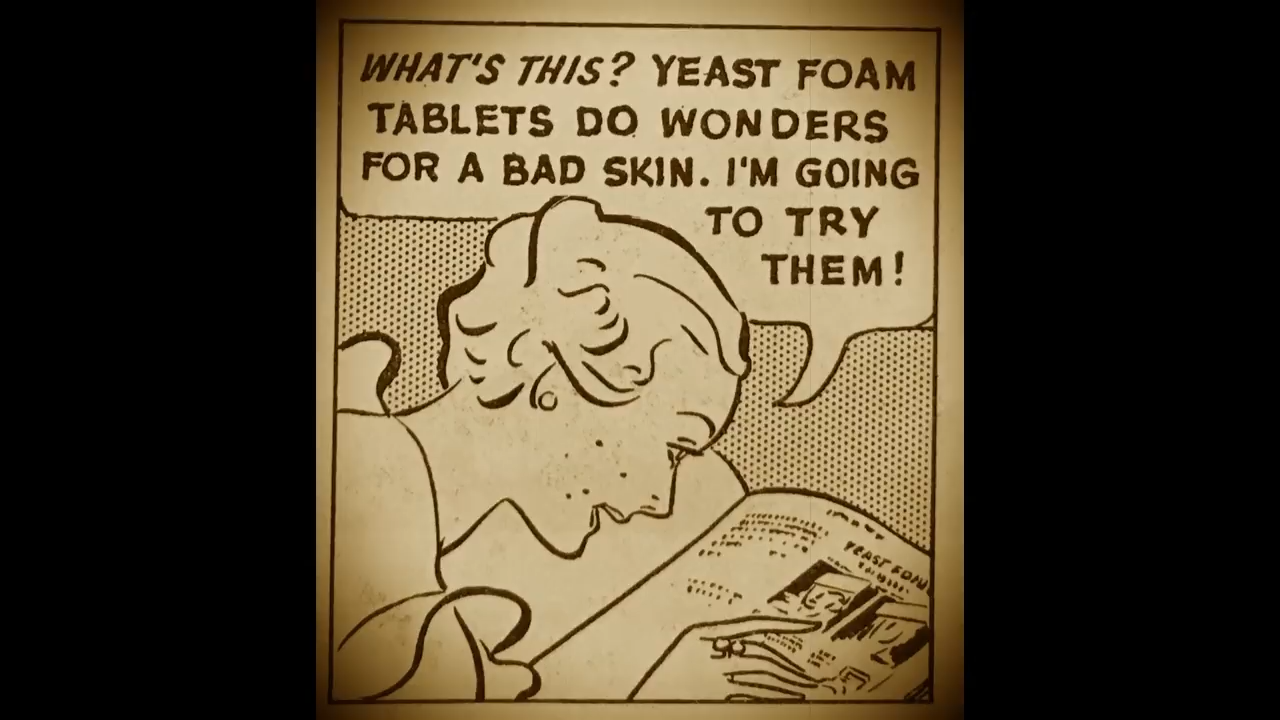 WHAT'S THIS? YEAST FOAM
TABLETS DO WONDERS
FOR A BAD SKIN. I'M GOING
TO TRY
THEM!
YEAST FOAM